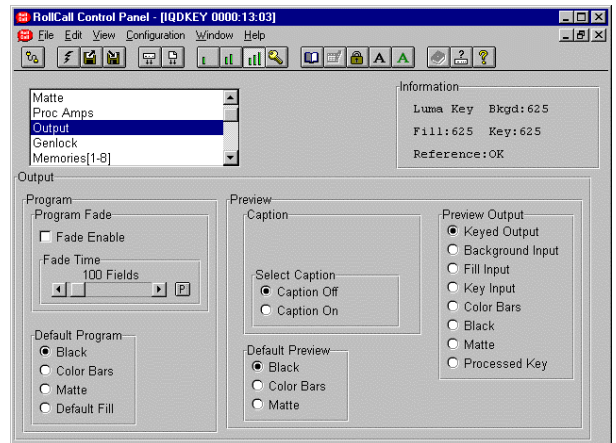 RollCall Control Panel - [IQDKEY 0000:13:03]
File Edit View Configuration Window Help
A A
Matte
Proc Amps
Output
Genlock
Memories[1-8]
Information
Luma Key Bkgd:625
Fill:625 Key:625
Reference:OK
Output
Program
Program Fade
Fade Enable
Fade Time
100 Fields
P
Default Program
Black
Color Bars
Matte
Default Fill
Preview
Caption
Select Caption
Caption Off
Caption On
Default Preview
Black
Color Bars
Matte
Preview Output
Keyed Output
Background Input
Fill Input
Key Input
Color Bars
Black
Matte
Processed Key